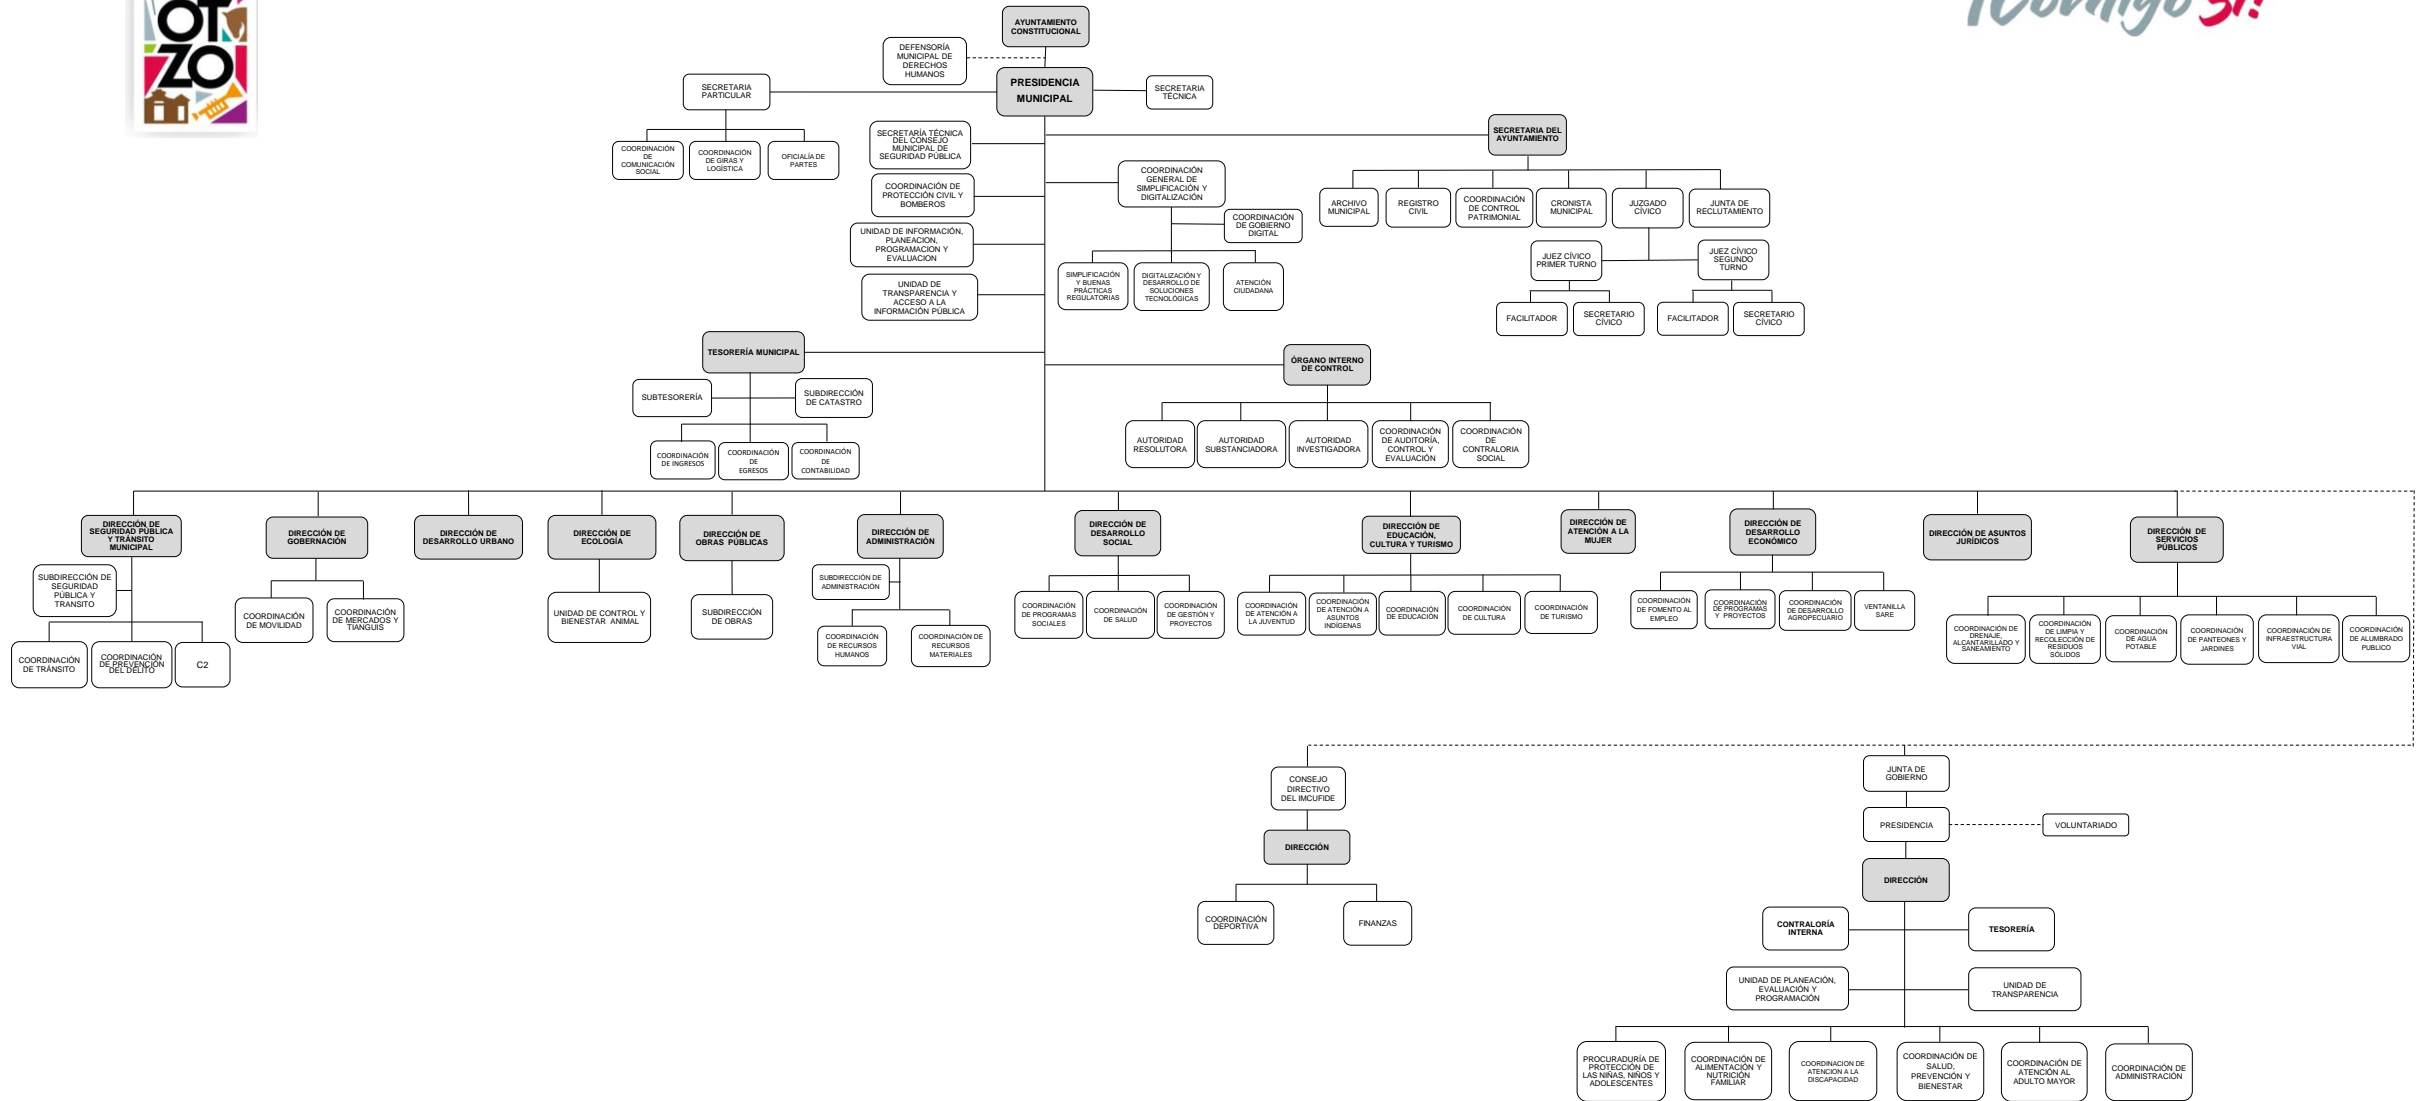 OT
ZO
¡Contigo SÍ!
AYUNTAMIENTO
CONSTITUCIONAL
DEFENSORÍA
MUNICIPAL DE
DERECHOS
HUMANOS
PRESIDENCIA
MUNICIPAL
SECRETARIA
PARTICULAR
SECRETARIA
TÉCNICA
COORDINACIÓN
DE
COMUNICACIÓN
SOCIAL
COORDINACIÓN
DE GIRAS Y
LOGÍSTICA
OFICIALÍA DE
PARTES
SECRETARÍA TÉCNICA
DEL CONSEJO
MUNICIPAL DE
SEGURIDAD PÚBLICA
COORDINACIÓN DE
PROTECCIÓN CIVIL Y
BOMBEROS
UNIDAD DE INFORMACIÓN,
PLANEACION,
PROGRAMACION Y
EVALUACION
UNIDAD DE
TRANSPARENCIA Y
ACCESO A LA
INFORMACIÓN PÚBLICA
COORDINACIÓN
GENERAL DE
SIMPLIFICACIÓN Y
DIGITALIZACIÓN
COORDINACIÓN
DE GOBIERNO
DIGITAL
SIMPLIFICACIÓN
Y BUENAS
PRÁCTICAS
REGULATORIAS
DIGITALIZACIÓN Y
DESARROLLO DE
SOLUCIONES
TECNOLÓGICAS
ATENCIÓN
CIUDADANA
SECRETARIA DEL
AYUNTAMIENTO
ARCHIVO
MUNICIPAL
REGISTRO
CIVIL
COORDINACIÓN
DE CONTROL
PATRIMONIAL
CRONISTA
MUNICIPAL
JUZGADO
CÍVICO
JUNTA DE
RECLUTAMIENTO
JUEZ CÍVICO
PRIMER TURNO
JUEZ CÍVICO
SEGUNDO
TURNO
FACILITADOR
SECRETARIO
CÍVICO
FACILITADOR
SECRETARIO
CÍVICO
TESORERÍA MUNICIPAL
SUBTESORERÍA
SUBDIRECCIÓN
DE CATASTRO
COORDINACIÓN
DE INGRESOS
COORDINACIÓN
DE
EGRESOS
COORDINACIÓN
DE
CONTABILIDAD
ÓRGANO INTERNO
DE CONTROL
AUTORIDAD
RESOLUTORA
AUTORIDAD
SUBSTANCIADORA
AUTORIDAD
INVESTIGADORA
COORDINACIÓN
DE AUDITORÍA,
CONTROL Y
EVALUACIÓN
COORDINACIÓN
DE
CONTRALORIA
SOCIAL
DIRECCIÓN DE
SEGURIDAD PÚBLICA
Y TRÁNSITO
MUNICIPAL
SUBDIRECCIÓN DE
SEGURIDAD
PÚBLICA Y
TRANSITO
COORDINACIÓN
DE TRÁNSITO
COORDINACIÓN
DE PREVENCIÓN
DEL DELITO
C2
DIRECCIÓN DE
GOBERNACIÓN
COORDINACIÓN
DE MOVILIDAD
COORDINACIÓN
DE MERCADOS Y
TIANGUIS
DIRECCIÓN DE
DESARROLLO URBANO
DIRECCIÓN DE
ECOLOGÍA
UNIDAD DE CONTROL Y
BIENESTAR ANIMAL
DIRECCIÓN DE
OBRAS PÚBLICAS
SUBDIRECCIÓN
DE OBRAS
DIRECCIÓN DE
ADMINISTRACIÓN
SUBDIRECCIÓN DE
ADMINISTRACIÓN
COORDINACIÓN
DE RECURSOS
HUMANOS
COORDINACIÓN DE
RECURSOS
MATERIALES
DIRECCIÓN DE
DESARROLLO
SOCIAL
COORDINACIÓN
DE PROGRAMAS
SOCIALES
COORDINACIÓN
DE SALUD
COORDINACIÓN
DE GESTIÓN Y
PROYECTOS
DIRECCIÓN DE
EDUCACIÓN,
CULTURA Y TURISMO
COORDINACIÓN
DE ATENCIÓN A
LA JUVENTUD
COORDINACIÓN
DE ATENCIÓN A
ASUNTOS
INDÍGENAS
COORDINACIÓN
DE EDUCACIÓN
COORDINACIÓN
DE CULTURA
COORDINACIÓN
DE TURISMO
DIRECCIÓN DE
ATENCIÓN A LA
MUJER
DIRECCIÓN DE
DESARROLLO
ECONÓMICO
COORDINACIÓN
DE FOMENTO AL
EMPLEO
COORDINACIÓN
DE PROGRAMAS
Y PROYECTOS
COORDINACIÓN
DE DESARROLLO
AGROPECUARIO
VENTANILLA
SARE
DIRECCIÓN DE ASUNTOS
JURÍDICOS
DIRECCIÓN DE
SERVICIOS
PÚBLICOS
COORDINACIÓN DE
DRENAJE,
ALCANTARILLADO Y
SANEAMIENTO
COORDINACIÓN
DE LIMPIA Y
RECOLECCIÓN DE
RESIDUOS
SÓLIDOS
COORDINACIÓN
DE AGUA
POTABLE
COORDINACIÓN
DE PANTEONES Y
JARDINES
COORDINACIÓN DE
INFRAESTRUCTURA
VIAL
COORDINACIÓN
DE ALUMBRADO
PUBLICO
CONSEJO
DIRECTIVO
DEL IMCUFIDE
DIRECCIÓN
COORDINACIÓN
DEPORTIVA
FINANZAS
JUNTA DE
GOBIERNO
PRESIDENCIA
VOLUNTARIADO
DIRECCIÓN
CONTRALORÍA
INTERNA
TESORERÍA
UNIDAD DE PLANEACIÓN,
EVALUACIÓN Y
PROGRAMACIÓN
UNIDAD DE
TRANSPARENCIA
PROCURADURÍA DE
PROTECCIÓN DE
LAS NIÑAS, NIÑOS Y
ADOLESCENTES
COORDINACIÓN DE
ALIMENTACIÓN Y
NUTRICIÓN
FAMILIAR
COORDINACION DE
ATENCION A LA
DISCAPACIDAD
COORDINACIÓN DE
SALUD,
PREVENCIÓN Y
BIENESTAR
COORDINACIÓN DE
ATENCIÓN AL
ADULTO MAYOR
COORDINACIÓN DE
ADMINISTRACIÓN